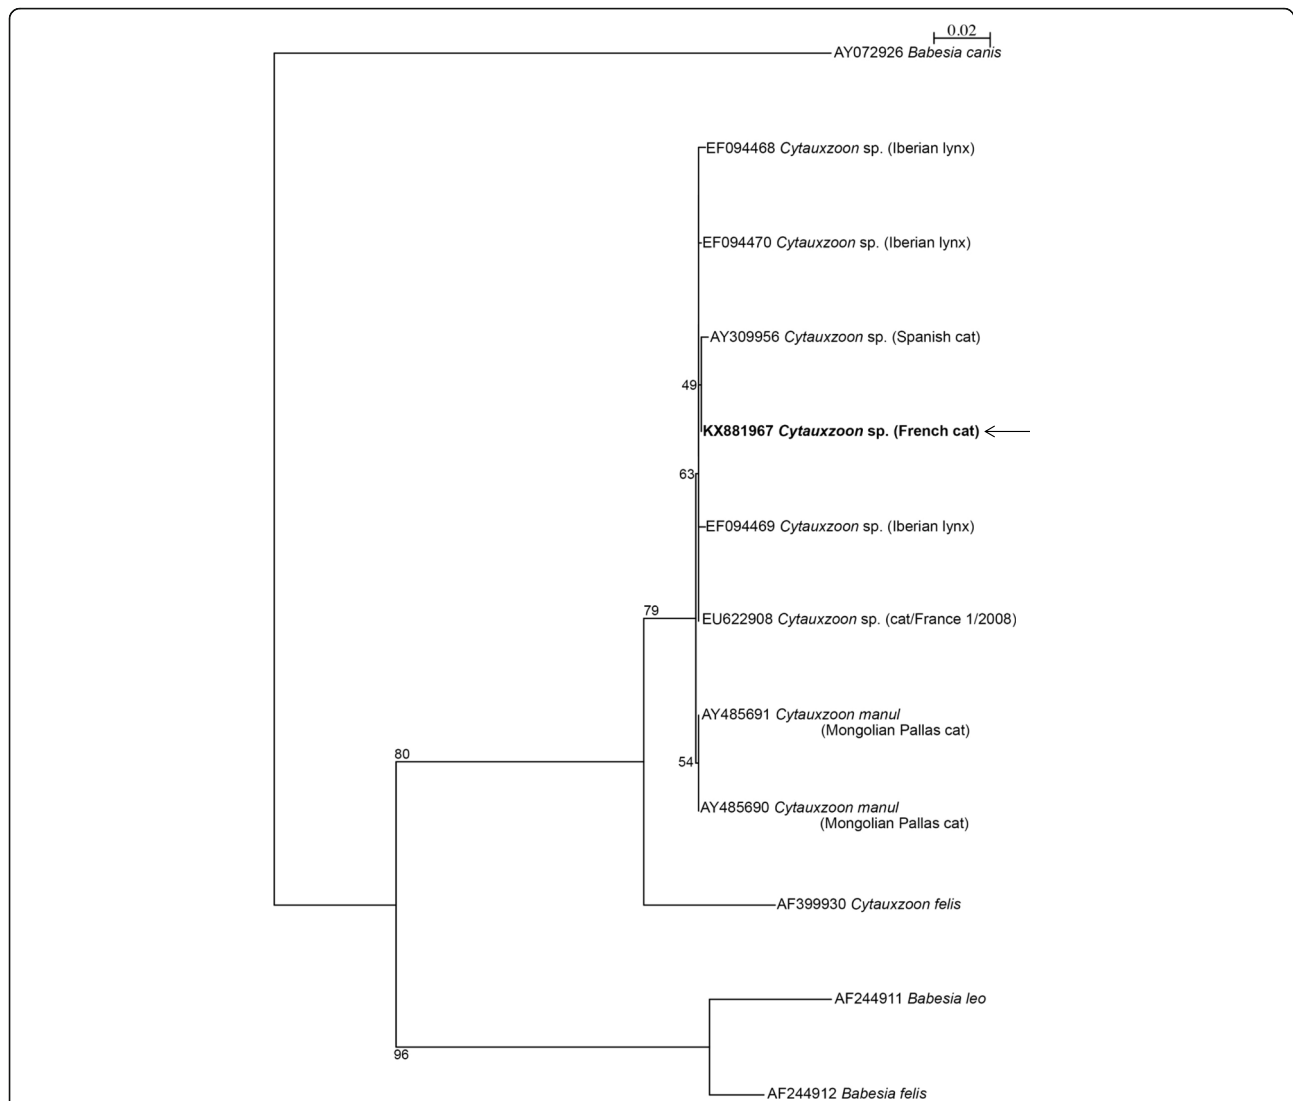 0.02
AY072926 Babesia canis
EF094468 Cytauxzoon sp. (Iberian lynx)
EF094470 Cytauxzoon sp. (Iberian lynx)
AY309956 Cytauxzoon sp. (Spanish cat)
49
KX881967 Cytauxzoon sp. (French cat)
63
EF094469 Cytauxzoon sp. (Iberian lynx)
79
EU622908 Cytauxzoon sp. (cat/France 1/2008)
AY485691 Cytauxzoon manul
(Mongolian Pallas cat)
80
54
AY485690 Cytauxzoon manul
(Mongolian Pallas cat)
AF399930 Cytauxzoon felis
AF244911 Babesia leo
96
AF244912 Babesia felis